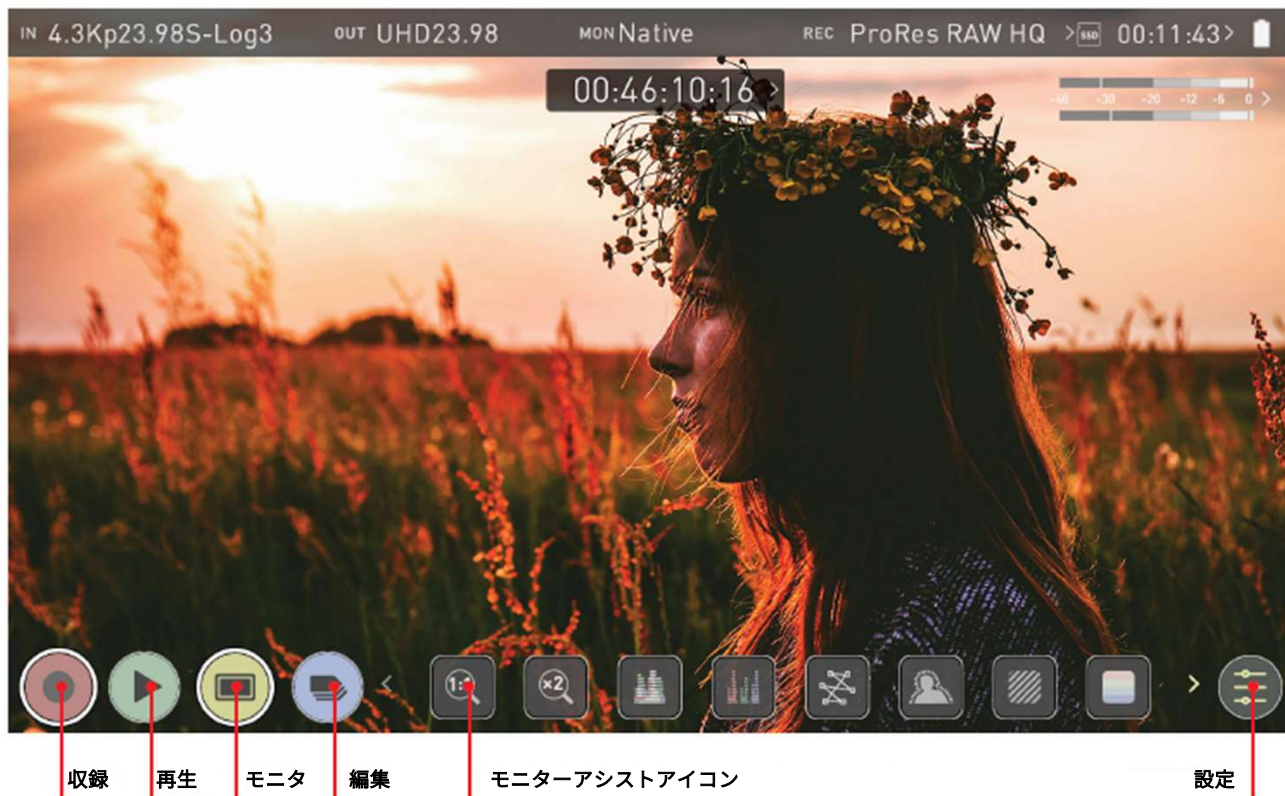 IN 4.3Kp23.98S-Log3 OUT UHD23.98 MON Native REC ProRes RAW HQ >SSD 00:11:43>
00:46:10:16 >
-60 -30 -20 -12 -6 0 >
< 1:1 ×2 >
収録 再生 モニタ 編集 モニターアシストアイコン 設定